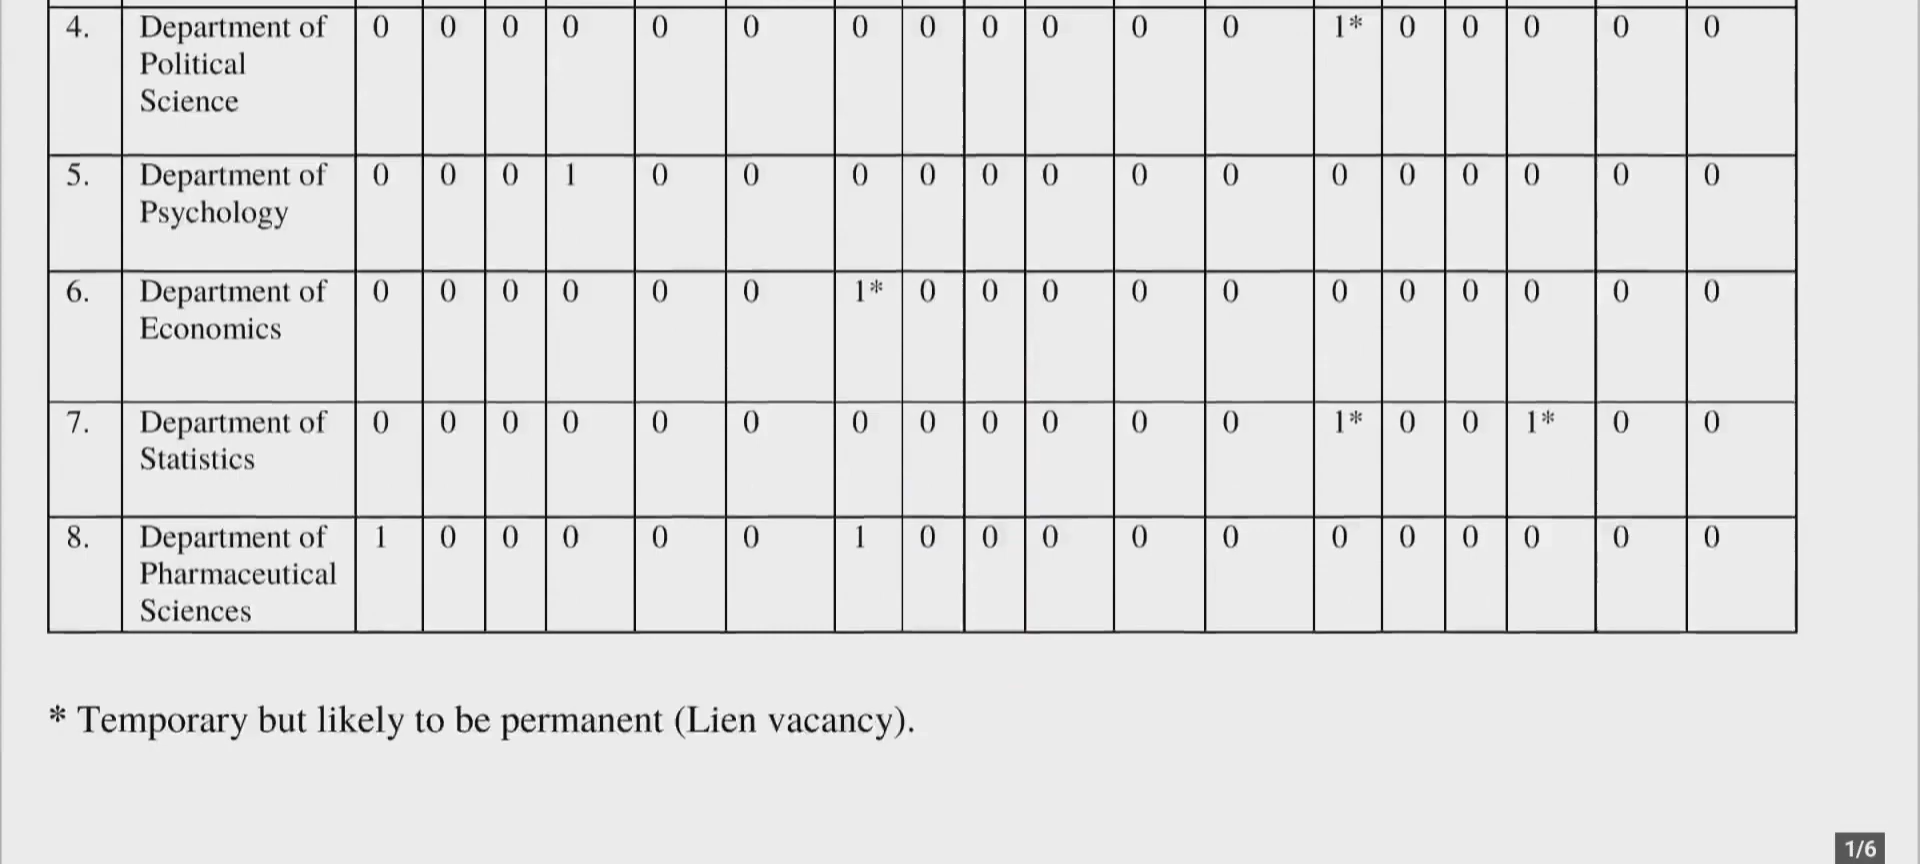 4. Department of 0 0 0 0 0 0 0 0 0 0 0 0 1* 0 0 0 0 0
Political
Science
5. Department of 0 0 0 1 0 0 0 0 0 0 0 0 0 0 0 0 0 0
Psychology
6. Department of 0 0 0 0 0 0 1* 0 0 0 0 0 0 0 0 0 0 0
Economics
7. Department of 0 0 0 0 0 0 0 0 0 0 0 0 1* 0 0 1* 0 0
Statistics
8. Department of 1 0 0 0 0 0 1 0 0 0 0 0 0 0 0 0 0 0
Pharmaceutical
Sciences
* Temporary but likely to be permanent (Lien vacancy).
1/6